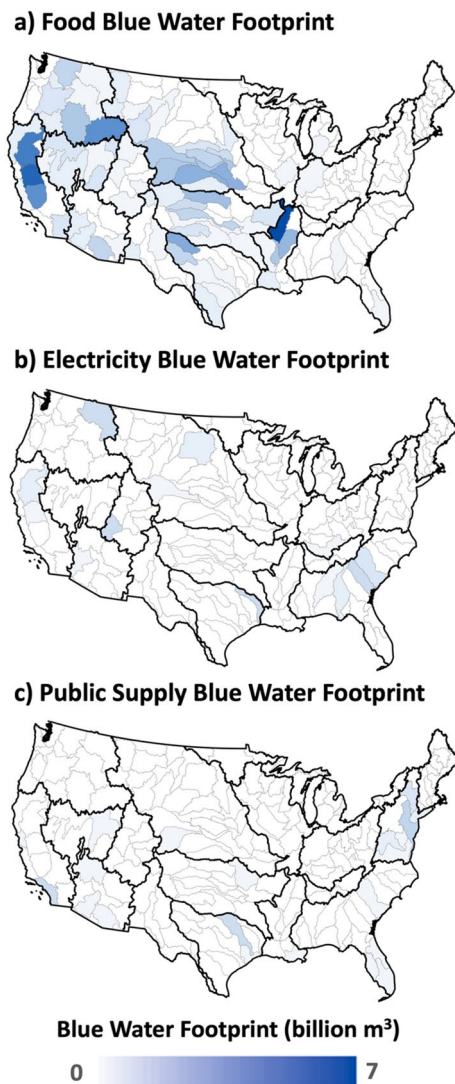 a) Food Blue Water Footprint
b) Electricity Blue Water Footprint
c) Public Supply Blue Water Footprint
Blue Water Footprint (billion m³)
0 7